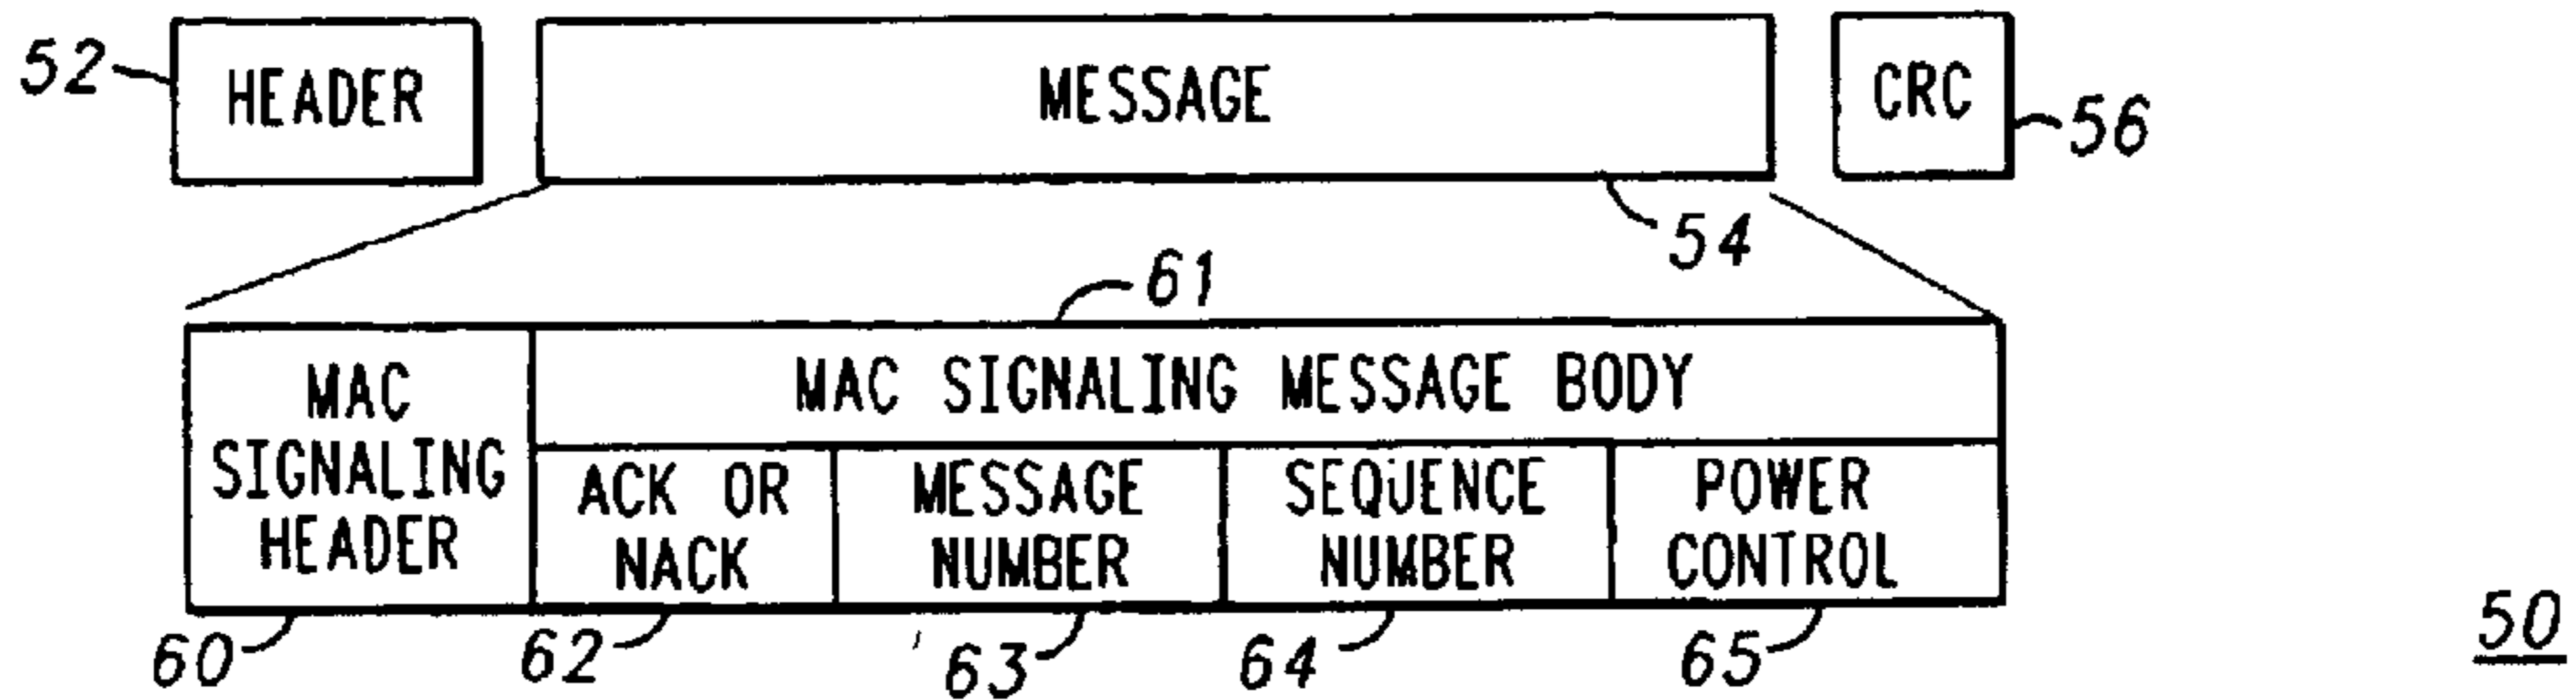 52 HEADER MESSAGE CRC 56
54
61
MAC SIGNALING HEADER
MAC SIGNALING MESSAGE BODY
ACK OR NACK
MESSAGE NUMBER
SEQUENCE NUMBER
POWER CONTROL
60 62 63 64 65 50